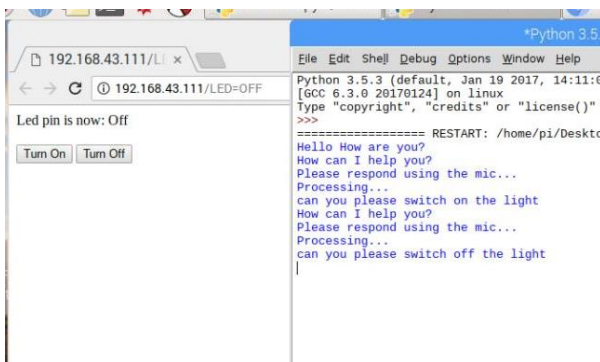 192.168.43.111/L
192.168.43.111/LED=OFF
Led pin is now: Off
Turn On Turn Off
*Python 3.5
File Edit Shell Debug Options Window Help
Python 3.5.3 (default, Jan 19 2017, 14:11:0
[GCC 6.3.0 20170124] on linux
Type "copyright", "credits" or "license()"
>>>
=================== RESTART: /home/pi/Deskto
Hello How are you?
How can I help you?
Please respond using the mic...
Processing...
can you please switch on the light
How can I help you?
Please respond using the mic...
Processing...
can you please switch off the light